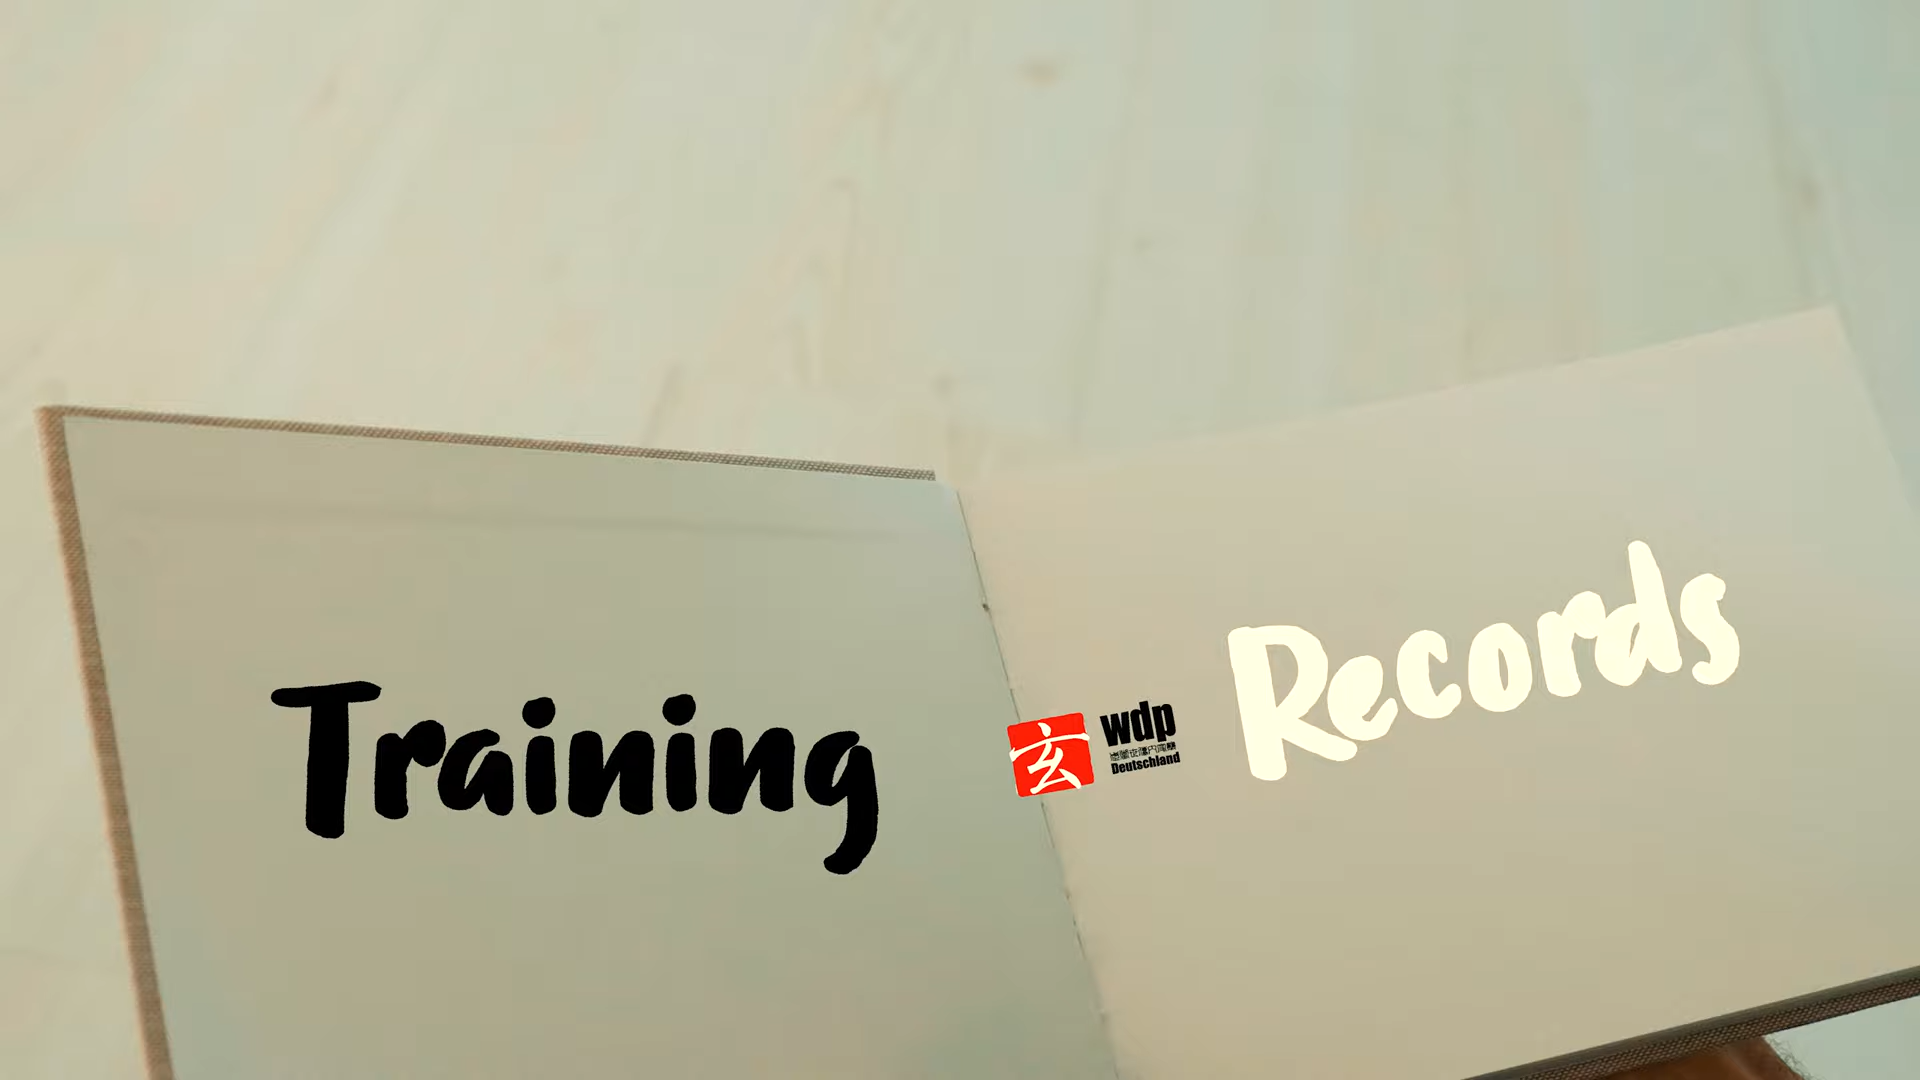 Training
玄
wdp
Deutschland
Records